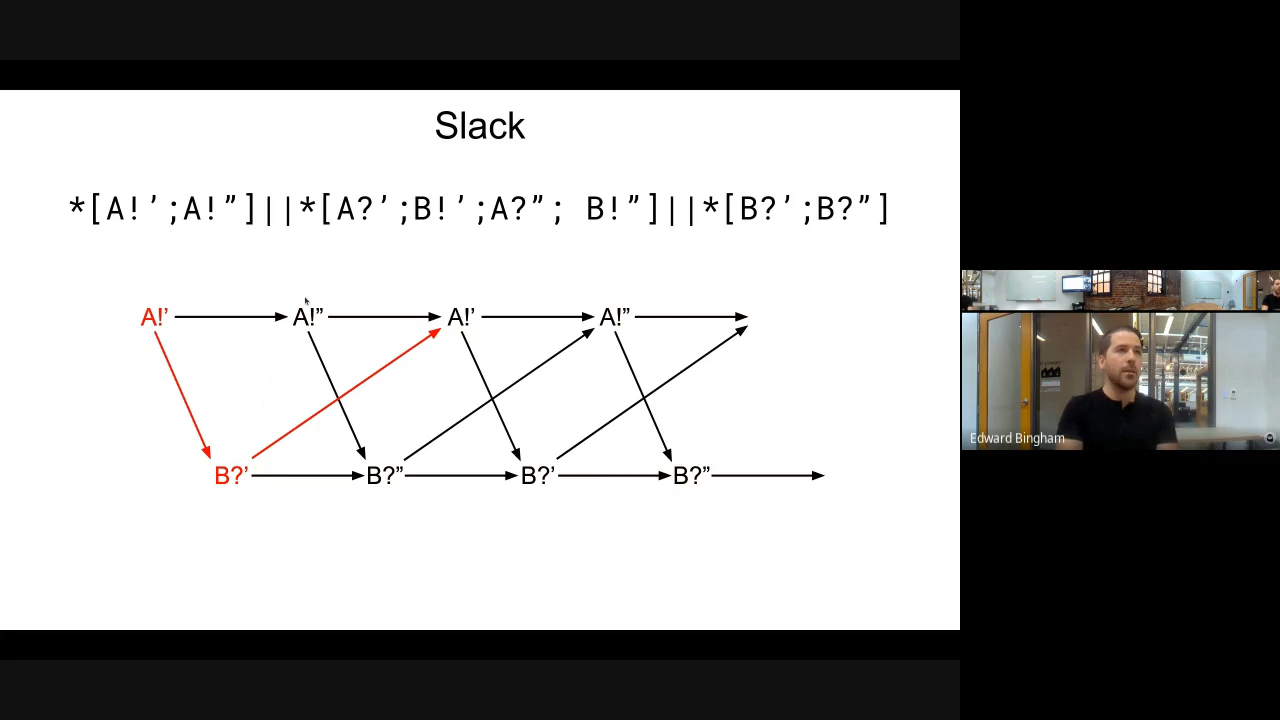 Slack
*[A!’;A!”]||*[A?’;B!’;A?”; B!”]||*[B?’;B?”]
A!’ A!” A!’ A!”
B?’ B?” B?’ B?”
Edward Bingham